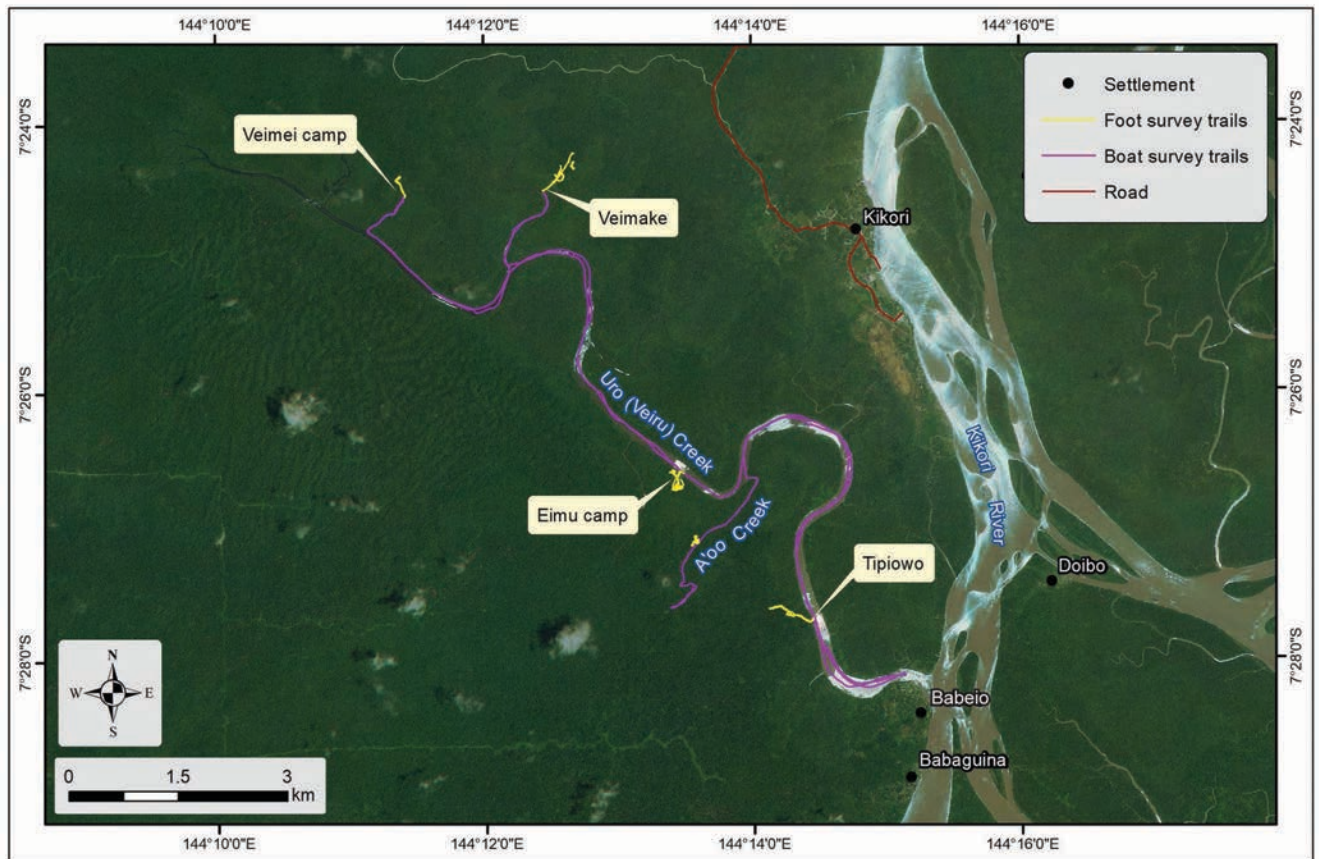 144°10'0"E
144°12'0"E
144°14'0"E
144°16'0"E
Settlement
Foot survey trails
Boat survey trails
Road
7°24'0"S
7°24'0"S
Veimei camp
Veimake
Kikori
7°26'0"S
7°26'0"S
Uro (Veiru) Creek
Kikori
River
Eimu camp
A'oo Creek
Tipiowo
Doibo
7°28'0"S
7°28'0"S
N
W
E
S
Babeio
Babaguina
0
1.5
3
km
144°10'0"E
144°12'0"E
144°14'0"E
144°16'0"E